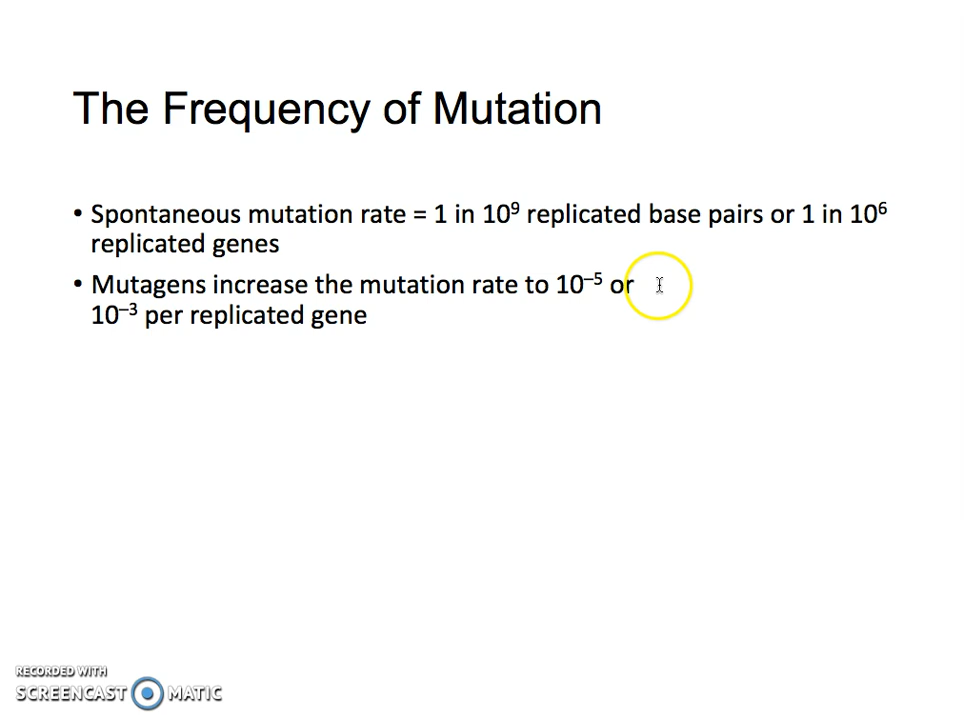 The Frequency of Mutation
• Spontaneous mutation rate = 1 in 10⁹ replicated base pairs or 1 in 10⁶
replicated genes
• Mutagens increase the mutation rate to 10⁻⁵ or
10⁻³ per replicated gene
RECORDED WITH
SCREENCAST MATIC